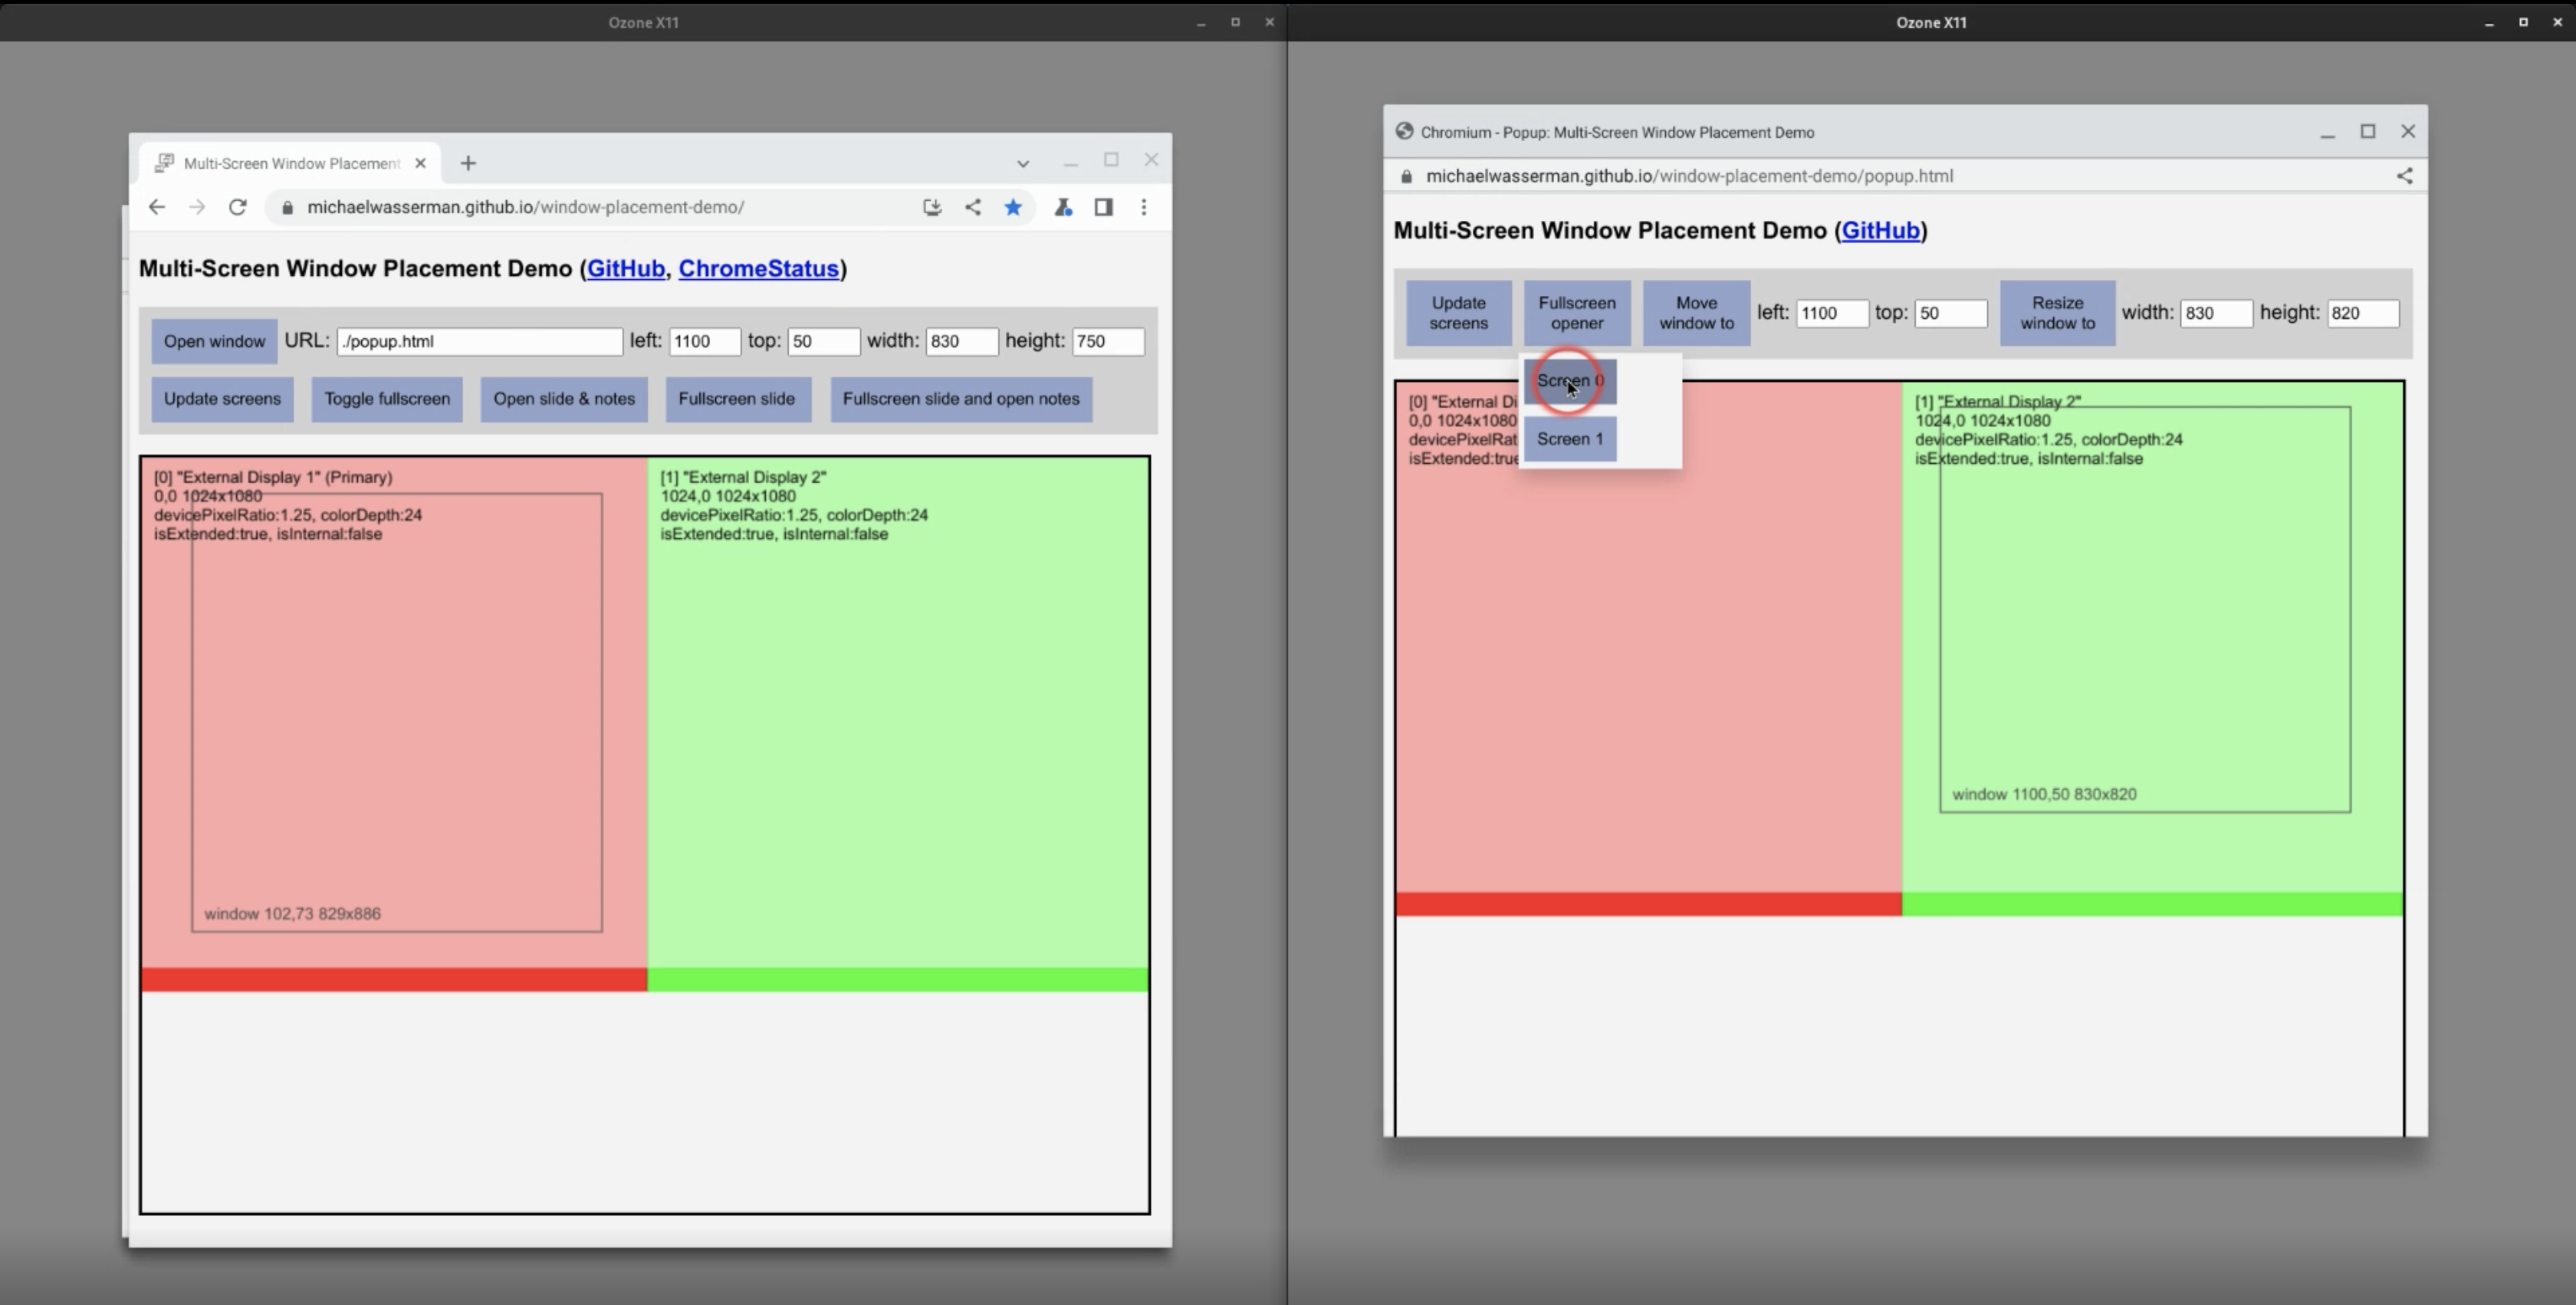 Ozone X11
Multi-Screen Window Placement
michaelwasserman.github.io/window-placement-demo/
Multi-Screen Window Placement Demo (GitHub, ChromeStatus)
Open window URL: ./popup.html left: 1100 top: 50 width: 830 height: 750
Update screens Toggle fullscreen Open slide & notes Fullscreen slide Fullscreen slide and open notes
[0] "External Display 1" (Primary)
0,0 1024x1080
devicePixelRatio:1.25, colorDepth:24
isExtended:true, isInternal:false
window 102,73 829x886
[1] "External Display 2"
1024,0 1024x1080
devicePixelRatio:1.25, colorDepth:24
isExtended:true, isInternal:false
Ozone X11
Chromium - Popup: Multi-Screen Window Placement Demo
michaelwasserman.github.io/window-placement-demo/popup.html
Multi-Screen Window Placement Demo (GitHub)
Update screens
Fullscreen opener
Move window to
left: 1100 top: 50
Resize window to
width: 830 height: 820
Screen 0
Screen 1
[0] "External Di
0,0 1024x1080
devicePixelRat
isExtended:true
[1] "External Display 2"
1024,0 1024x1080
devicePixelRatio:1.25, colorDepth:24
isExtended:true, isInternal:false
window 1100,50 830x820